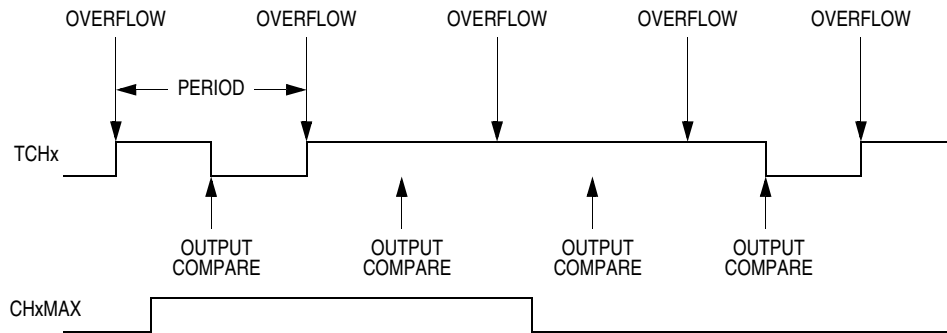 OVERFLOW OVERFLOW OVERFLOW OVERFLOW OVERFLOW
PERIOD
TCHx
OUTPUT COMPARE
OUTPUT COMPARE
OUTPUT COMPARE
OUTPUT COMPARE
CHxMAX